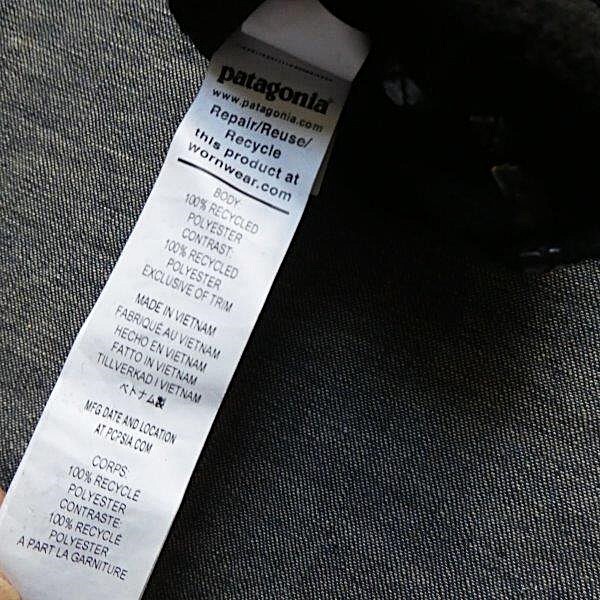 patagonia
www.patagonia.com
Repair/Reuse/
Recycle
this product at
wornwear.com
BODY:
100% RECYCLED
POLYESTER
CONTRAST:
100% RECYCLED
POLYESTER
EXCLUSIVE OF TRIM
MADE IN VIETNAM
FABRIQUÉ AU VIETNAM
HECHO EN VIETNAM
FATTO IN VIETNAM
TILLVERKAD I VIETNAM
ベトナム製
MFG DATE AND LOCATION
AT PCPSIA.COM
CORPS:
100% RECYCLÉ
POLYESTER
CONTRASTE:
100% RECYCLÉ
POLYESTER
A PART LA GARNITURE